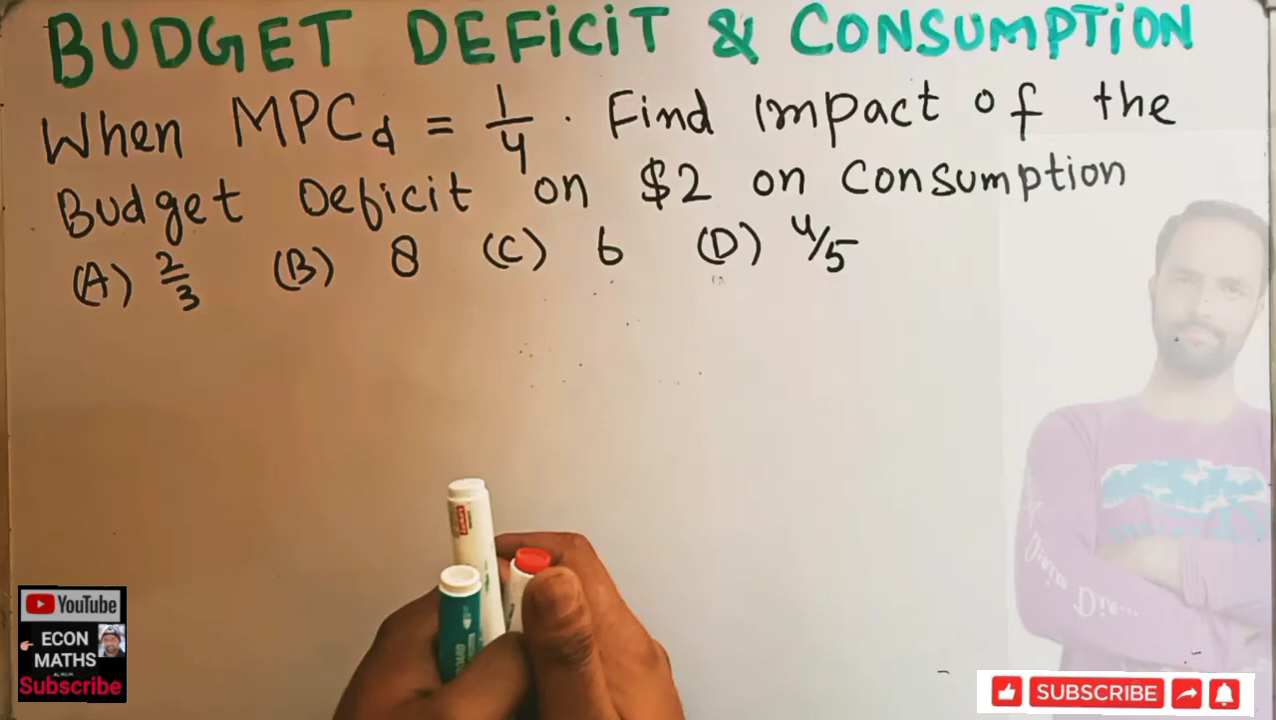 BUDGET DEFICIT & CONSUMPTION
When MPCd = 1/4 . Find impact of the
Budget Deficit on $2 on Consumption
(A) 2/3 (B) 8 (C) 6 (D) 4/5
YouTube
ECON
MATHS
Subscribe
SUBSCRIBE